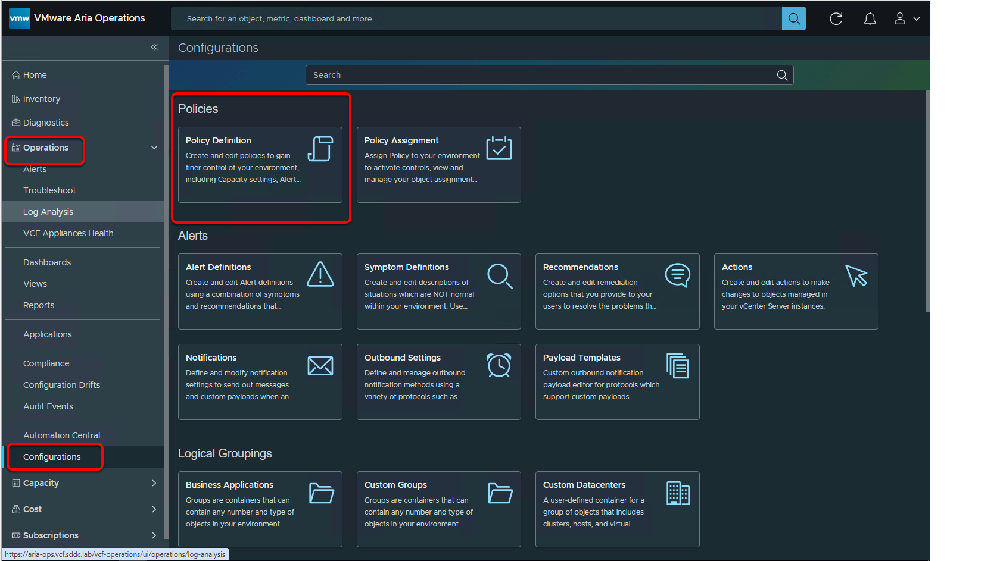 vmw VMware Aria Operations
Search for an object, metric, dashboard and more...
Configurations
Search
Home
Inventory
Diagnostics
Operations
Alerts
Troubleshoot
Log Analysis
VCF Appliances Health
Dashboards
Views
Reports
Applications
Compliance
Configuration Drifts
Audit Events
Automation Central
Configurations
Capacity
Cost
Subscriptions
https://aria-ops.vcf.sddc.lab/vcf-operations/ui/operations/log-analysis
Policies
Policy Definition
Create and edit policies to gain
finer control of your environment,
including Capacity settings, Alert...
Policy Assignment
Assign Policy to your environment
to activate controls, view and
manage your object assignment...
Alerts
Alert Definitions
Create and edit Alert definitions
using a combination of symptoms
and recommendations that...
Symptom Definitions
Create and edit descriptions of
situations which are NOT normal
within your environment. Use...
Recommendations
Create and edit remediation
options that you provide to your
users to resolve the problems th...
Actions
Create and edit actions to make
changes to objects managed in
your vCenter Server instances.
Notifications
Define and modify notification
settings to send out messages
and custom payloads when an...
Outbound Settings
Define and manage outbound
notification methods using a
variety of protocols such as...
Payload Templates
Custom outbound notification
payload editor for protocols which
support custom payloads.
Logical Groupings
Business Applications
Groups are containers that can
contain any number and type of
objects in your environment.
Custom Groups
Groups are containers that can
contain any number and type of
objects in your environment.
Custom Datacenters
A user-defined container for a
group of objects that includes
clusters, hosts, and virtual...